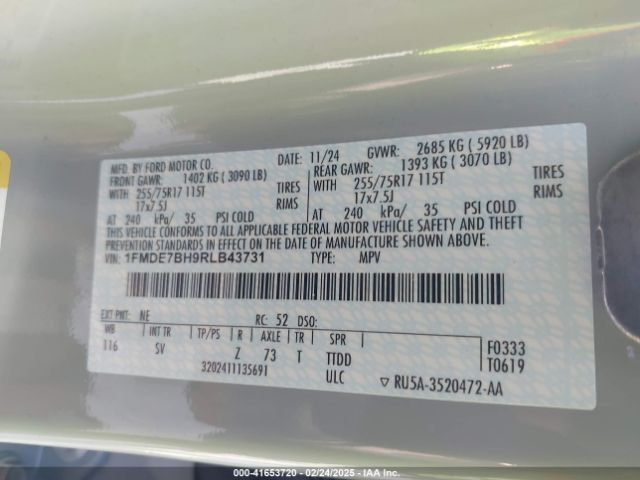 MFD. BY FORD MOTOR CO.
DATE: 11/24 GVWR: 2685 KG ( 5920 LB)
FRONT GAWR: 1402 KG ( 3090 LB)
REAR GAWR: 1393 KG ( 3070 LB)
WITH 255/75R17 115T TIRES
17x7.5J RIMS
WITH 255/75R17 115T TIRES
17x7.5J RIMS
AT 240 kPa/ 35 PSI COLD
AT 240 kPa/ 35 PSI COLD
THIS VEHICLE CONFORMS TO ALL APPLICABLE FEDERAL MOTOR VEHICLE SAFETY AND THEFT
PREVENTION STANDARDS IN EFFECT ON THE DATE OF MANUFACTURE SHOWN ABOVE.
VIN: 1FMDE7BH9RLB43731 TYPE: MPV
EXT PNT: NE RC: 52 DSO:
WB INT TR TP/PS R AXLE TR SPR
116 SV Z 73 T TTDD
3202411135691 ULC
F0333
T0619
▽ RU5A-3520472-AA
000-41653720 - 02/24/2025 - IAA Inc.